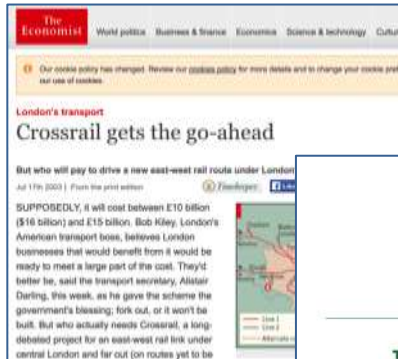 The
Economist
World politics Business & finance Economics Science & technology
Our cookie policy has changed. Review our cookies policy for more details and to change your cookie
our use of cookies.
London's transport
Crossrail gets the go-ahead
But who will pay to drive a new east-west rail route under London
Jul 17th 2003 | From the print edition
Timekeeper
SUPPOSEDLY, it will cost between £10 billion
($16 billion) and £15 billion. Bob Kiley, London's
American transport boss, believes London
businesses that would benefit from it would be
ready to meet a large part of the cost. They'd
better be, said the transport secretary, Alistair
Darling, this week, as he gave the scheme the
government's blessing; fork out, or it won't be
built. But who actually needs Crossrail, a long-
debated project for an east-west rail link under
central London and far out (on routes yet to be
Line 1
Line 2